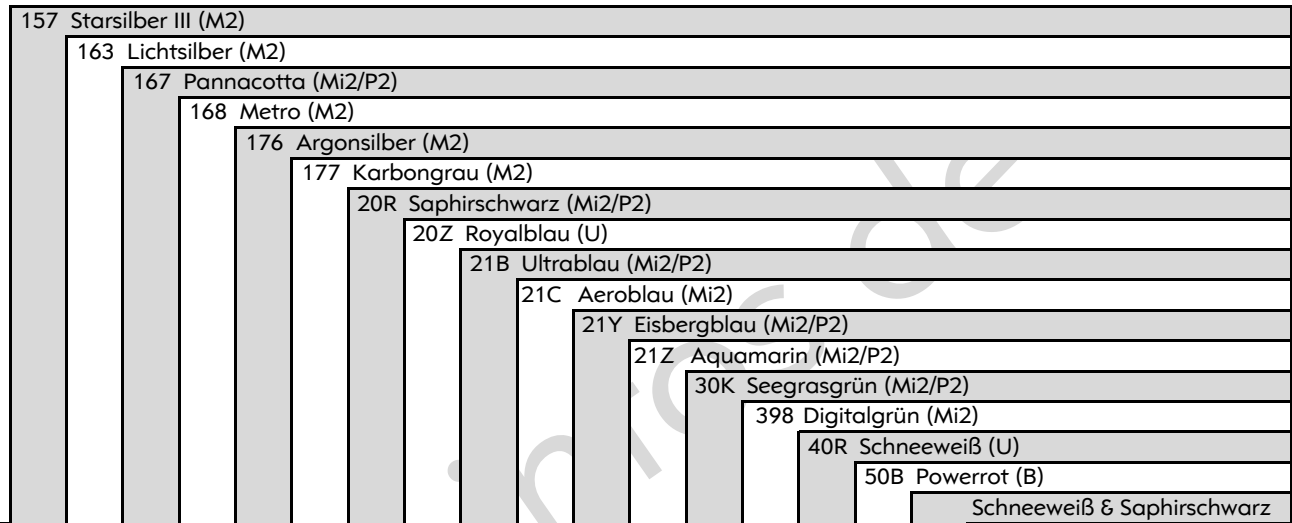 157 Starsilber III (M2)
163 Lichtsilber (M2)
167 Pannacotta (Mi2/P2)
168 Metro (M2)
176 Argonsilber (M2)
177 Karbongrau (M2)
20R Saphirschwarz (Mi2/P2)
20Z Royalblau (U)
21B Ultrablau (Mi2/P2)
21C Aeroblau (Mi2)
21Y Eisbergblau (Mi2/P2)
21Z Aquamarin (Mi2/P2)
30K Seegrasgrün (Mi2/P2)
398 Digitalgrün (Mi2)
40R Schneeweiß (U)
50B Powerrot (B)
Schneeweiß & Saphirschwarz
infos de